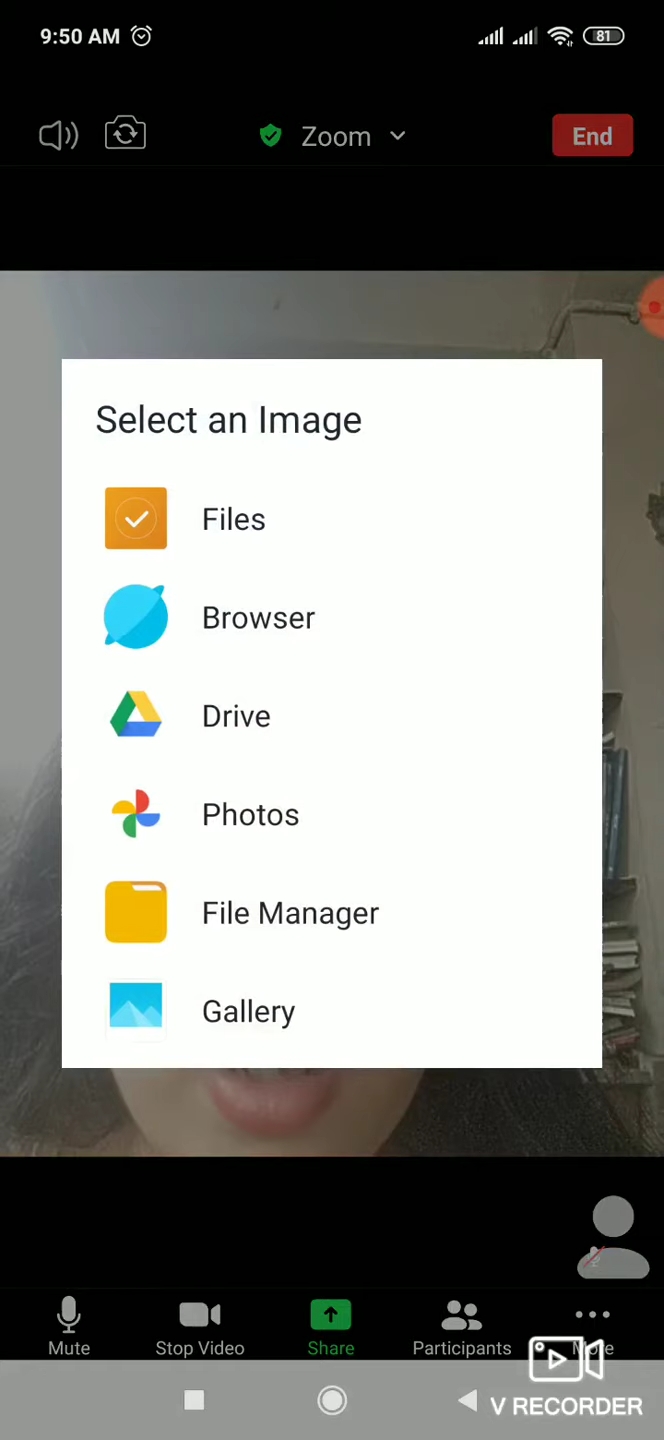 9:50 AM
81
Zoom
End
Select an Image
Files
Browser
Drive
Photos
File Manager
Gallery
Mute
Stop Video
Share
Participants
More
V RECORDER